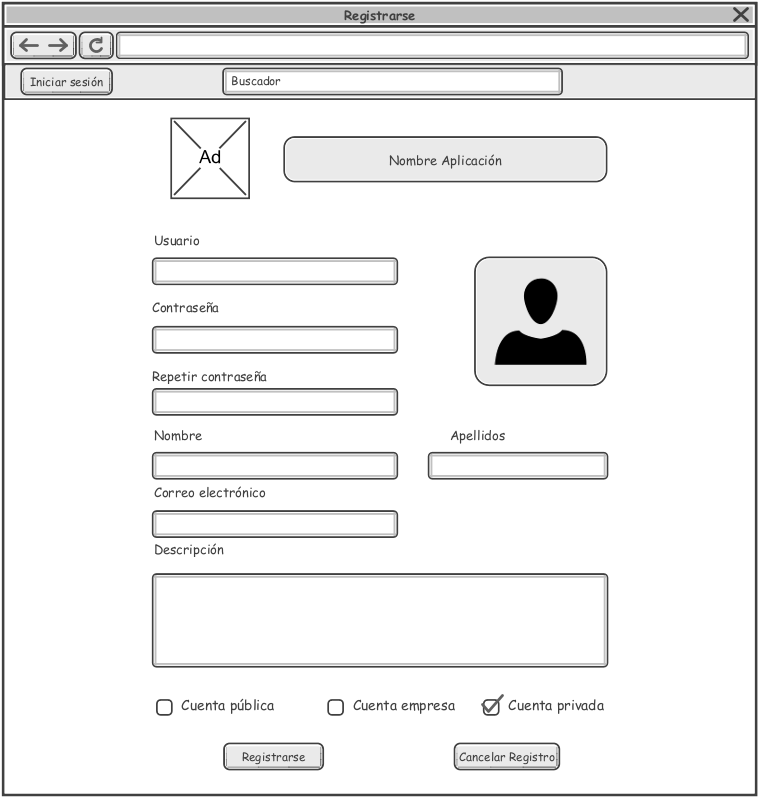 Registrarse
Iniciar sesión
Buscador
Ad
Nombre Aplicación
Usuario
Contraseña
Repetir contraseña
Nombre
Apellidos
Correo electrónico
Descripción
Cuenta pública
Cuenta empresa
Cuenta privada
Registrarse
Cancelar Registro